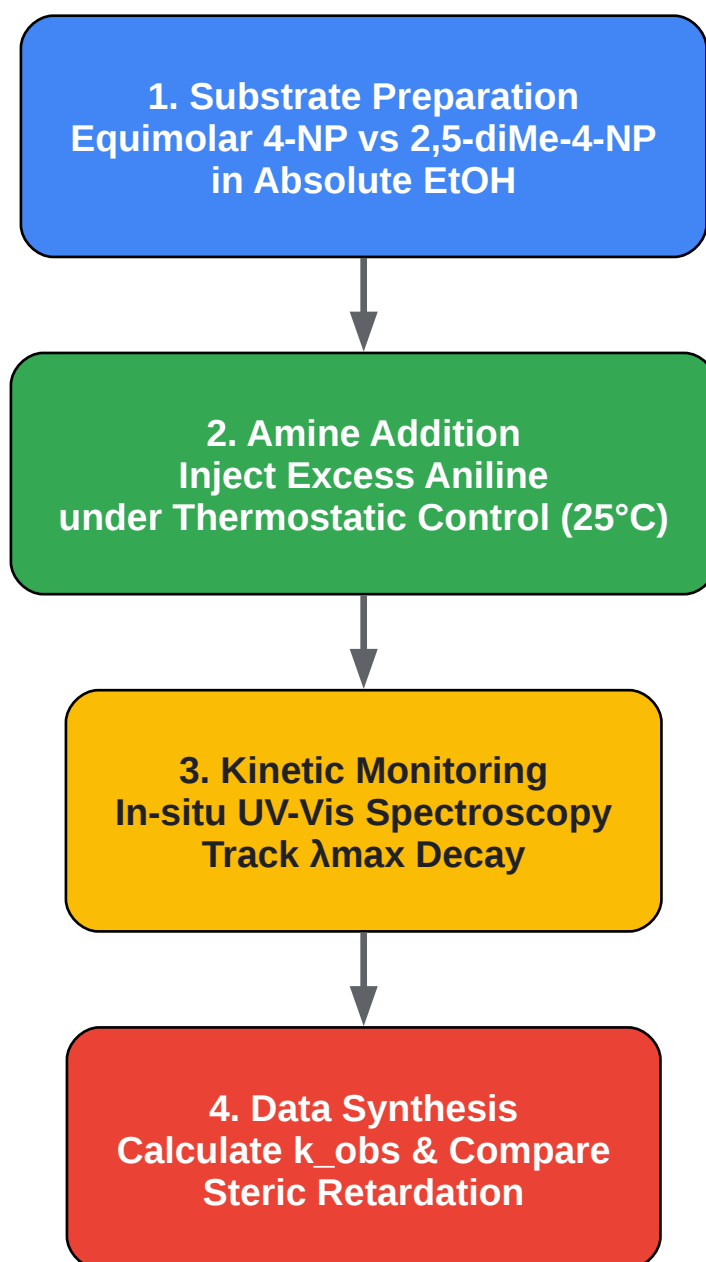 1. Substrate Preparation
Equimolar 4-NP vs 2,5-diMe-4-NP
in Absolute EtOH
2. Amine Addition
Inject Excess Aniline
under Thermostatic Control (25°C)
3. Kinetic Monitoring
In-situ UV-Vis Spectroscopy
Track λmax Decay
4. Data Synthesis
Calculate k_obs & Compare
Steric Retardation